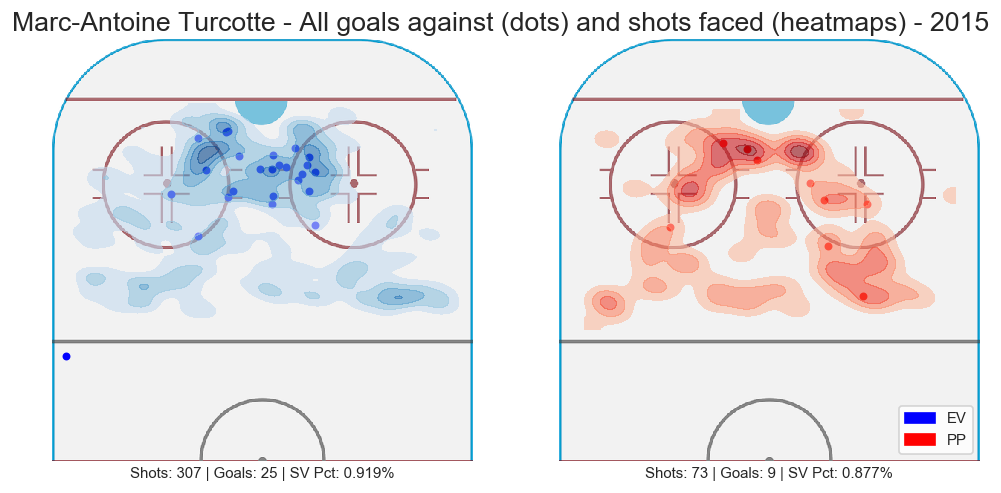 Marc-Antoine Turcotte - All goals against (dots) and shots faced (heatmaps) - 2015
EV
PP
Shots: 307 | Goals: 25 | SV Pct: 0.919%
Shots: 73 | Goals: 9 | SV Pct: 0.877%